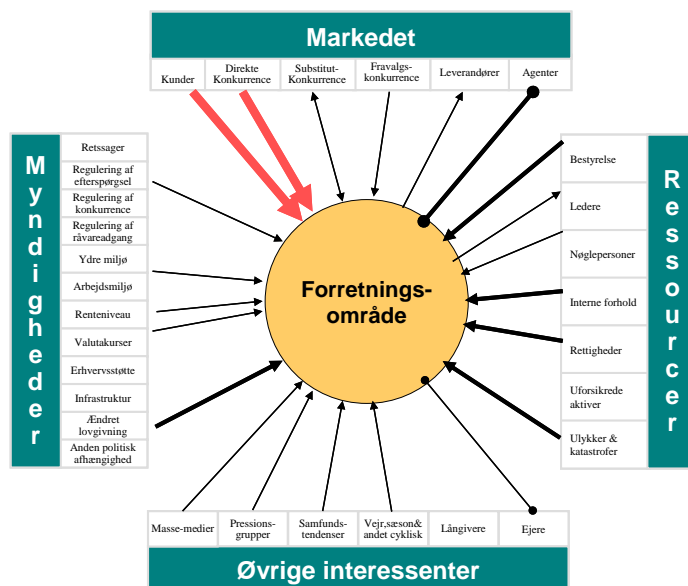 Markedet
Kunder
Direkte
Konkurrence
Substitut-
Konkurrence
Fravalgs-
konkurrence
Leverandører
Agenter
Myndigheder
Retssager
Regulering af
efterspørgsel
Regulering af
konkurrence
Regulering af
råvareadgang
Ydre miljø
Arbejdsmiljø
Renteniveau
Valutakurser
Erhvervsstøtte
Infrastruktur
Ændret
lovgivning
Anden politisk
afhængighed
Forretnings-
område
Bestyrelse
Ledere
Nøglepersoner
Interne forhold
Rettigheder
Uforsikrede
aktiver
Ulykker &
katastrofer
Ressourcer
Masse-medier
Pressions-
grupper
Samfunds-
tendenser
Vejr,sæson&
andet cyklisk
Långivere
Ejere
Øvrige interessenter